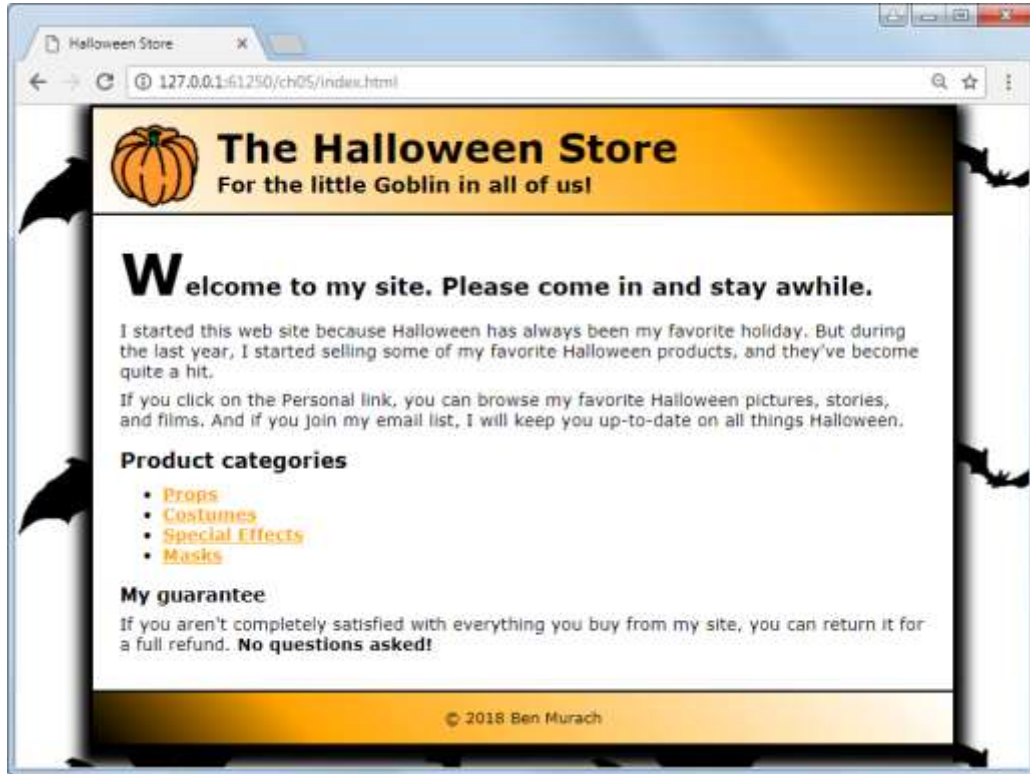 Halloween Store
127.0.0.1:61250/ch05/index.html
The Halloween Store
For the little Goblin in all of us!
Welcome to my site. Please come in and stay awhile.
I started this web site because Halloween has always been my favorite holiday. But during
the last year, I started selling some of my favorite Halloween products, and they've become
quite a hit.
If you click on the Personal link, you can browse my favorite Halloween pictures, stories,
and films. And if you join my email list, I will keep you up-to-date on all things Halloween.
Product categories
• Props
• Costumes
• Special Effects
• Masks
My guarantee
If you aren't completely satisfied with everything you buy from my site, you can return it for
a full refund. No questions asked!
© 2018 Ben Murach